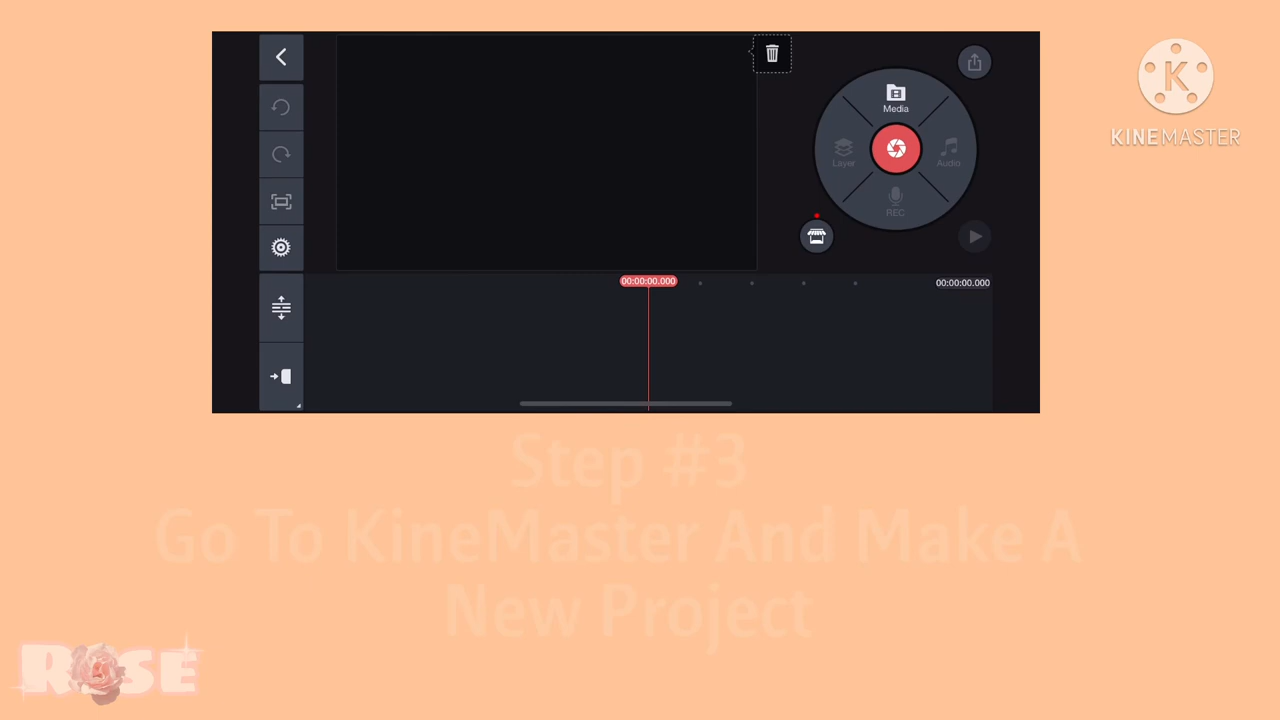 Media
KINEMASTER
Layer
Audio
REC
00:00:00.000
00:00:00.000
Step #3
Go To KineMaster And Make A
New Project
ROSE